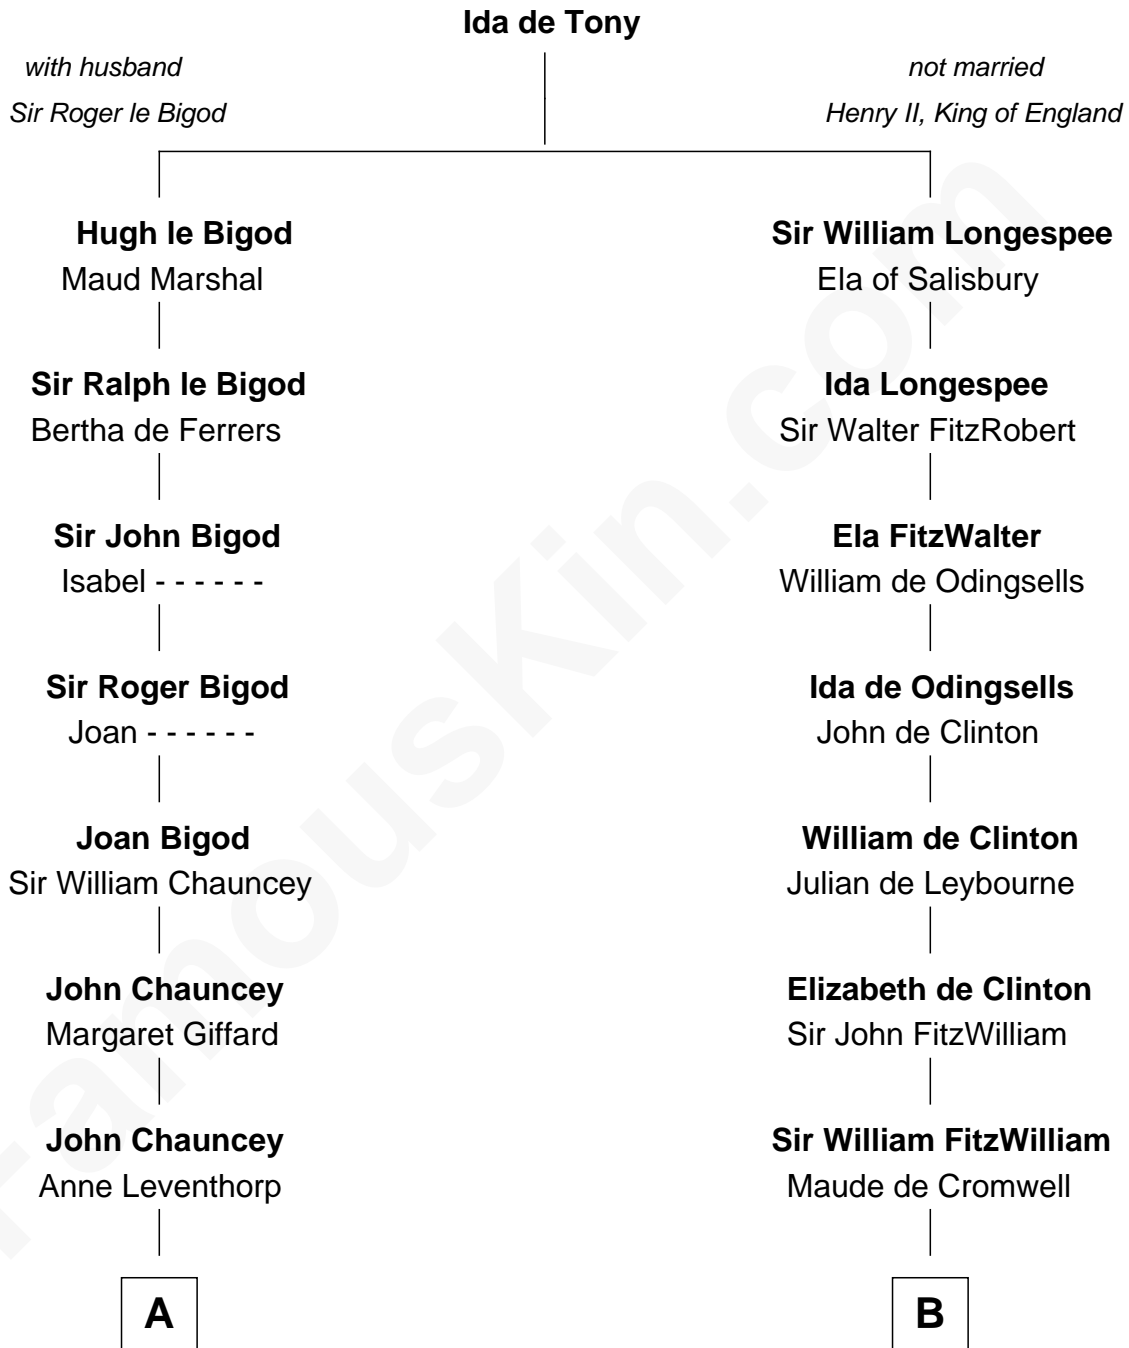 Ida de Tony
with husband
Sir Roger le Bigod
not married
Henry II, King of England
Hugh le Bigod
Maud Marshal
Sir William Longespee
Ela of Salisbury
Sir Ralph le Bigod
Bertha de Ferrers
Ida Longespee
Sir Walter FitzRobert
Sir John Bigod
Isabel - - - - - -
Ela FitzWalter
William de Odingsells
Sir Roger Bigod
Joan - - - - - -
Ida de Odingsells
John de Clinton
Joan Bigod
Sir William Chauncey
William de Clinton
Julian de Leybourne
John Chauncey
Margaret Giffard
Elizabeth de Clinton
Sir John FitzWilliam
John Chauncey
Anne Leventhorp
Sir William FitzWilliam
Maude de Cromwell
A
B
FamousKin.com